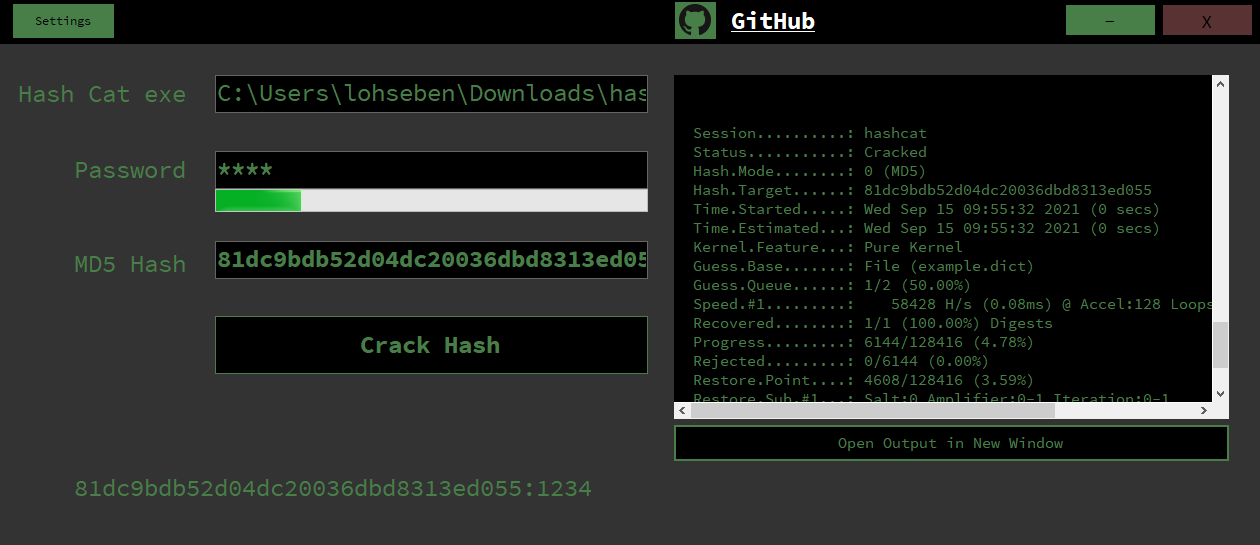 Settings
GitHub
-
X
Hash Cat exe
C:\Users\lohseben\Downloads\has
Password
****
MD5 Hash
81dc9bdb52d04dc20036dbd8313ed05
Crack Hash
81dc9bdb52d04dc20036dbd8313ed055:1234
Session..........: hashcat
Status...........: Cracked
Hash.Mode........: 0 (MD5)
Hash.Target......: 81dc9bdb52d04dc20036dbd8313ed055
Time.Started.....: Wed Sep 15 09:55:32 2021 (0 secs)
Time.Estimated...: Wed Sep 15 09:55:32 2021 (0 secs)
Kernel.Feature...: Pure Kernel
Guess.Base.......: File (example.dict)
Guess.Queue......: 1/2 (50.00%)
Speed.#1.........:    58428 H/s (0.08ms) @ Accel:128 Loops
Recovered........: 1/1 (100.00%) Digests
Progress.........: 6144/128416 (4.78%)
Rejected.........: 0/6144 (0.00%)
Restore.Point....: 4608/128416 (3.59%)
Restore.Sub.#1...: Salt:0 Amplifier:0-1 Iteration:0-1
Open Output in New Window